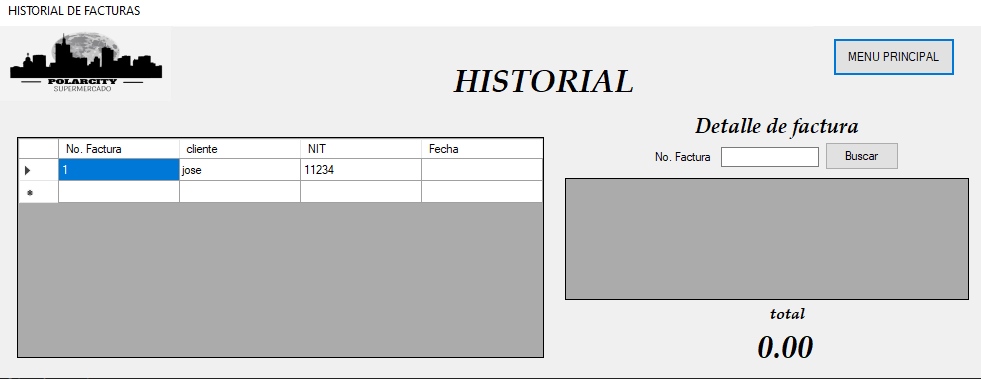 HISTORIAL DE FACTURAS
POLARCITY
SUPERMERCADO
HISTORIAL
MENU PRINCIPAL
No. Factura cliente NIT Fecha
1 jose 11234
Detalle de factura
No. Factura Buscar
total
0.00